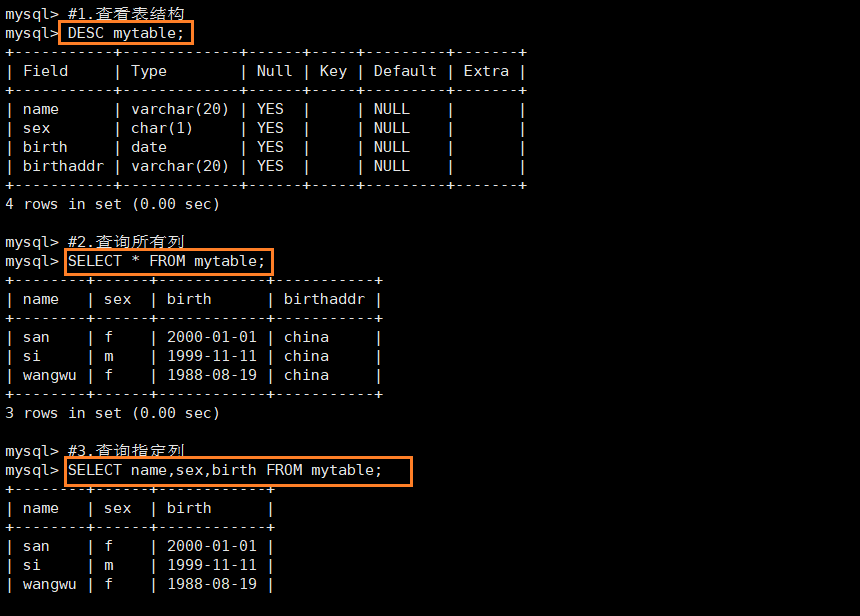 mysql> #1.查看表结构
mysql> DESC mytable;
+-----------+-------------+------+-----+---------+-------+
| Field     | Type        | Null | Key | Default | Extra |
+-----------+-------------+------+-----+---------+-------+
| name      | varchar(20) | YES  |     | NULL    |       |
| sex       | char(1)     | YES  |     | NULL    |       |
| birth     | date        | YES  |     | NULL    |       |
| birthaddr | varchar(20) | YES  |     | NULL    |       |
+-----------+-------------+------+-----+---------+-------+
4 rows in set (0.00 sec)
mysql> #2.查询所有列
mysql> SELECT * FROM mytable;
+--------+------+------------+-----------+
| name   | sex  | birth      | birthaddr |
+--------+------+------------+-----------+
| san    | f    | 2000-01-01 | china     |
| si     | m    | 1999-11-11 | china     |
| wangwu | f    | 1988-08-19 | china     |
+--------+------+------------+-----------+
3 rows in set (0.00 sec)
mysql> #3.查询指定列
mysql> SELECT name,sex,birth FROM mytable;
+--------+------+------------+
| name   | sex  | birth      |
+--------+------+------------+
| san    | f    | 2000-01-01 |
| si     | m    | 1999-11-11 |
| wangwu | f    | 1988-08-19 |